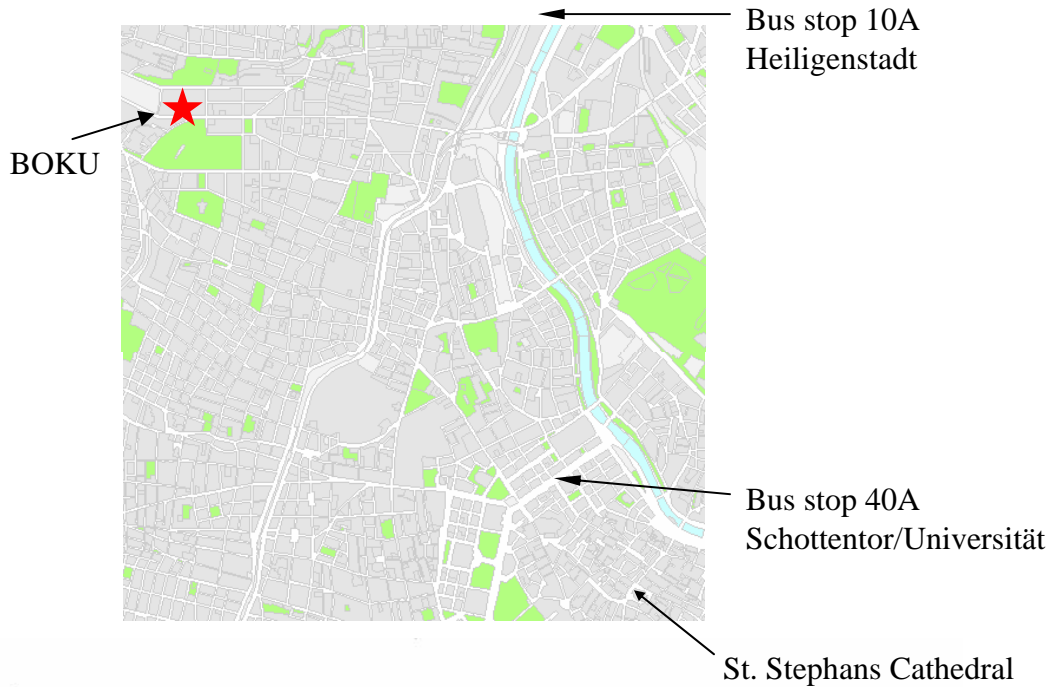 Bus stop 10A
Heiligenstadt
BOKU
Bus stop 40A
Schottentor/Universität
St. Stephans Cathedral